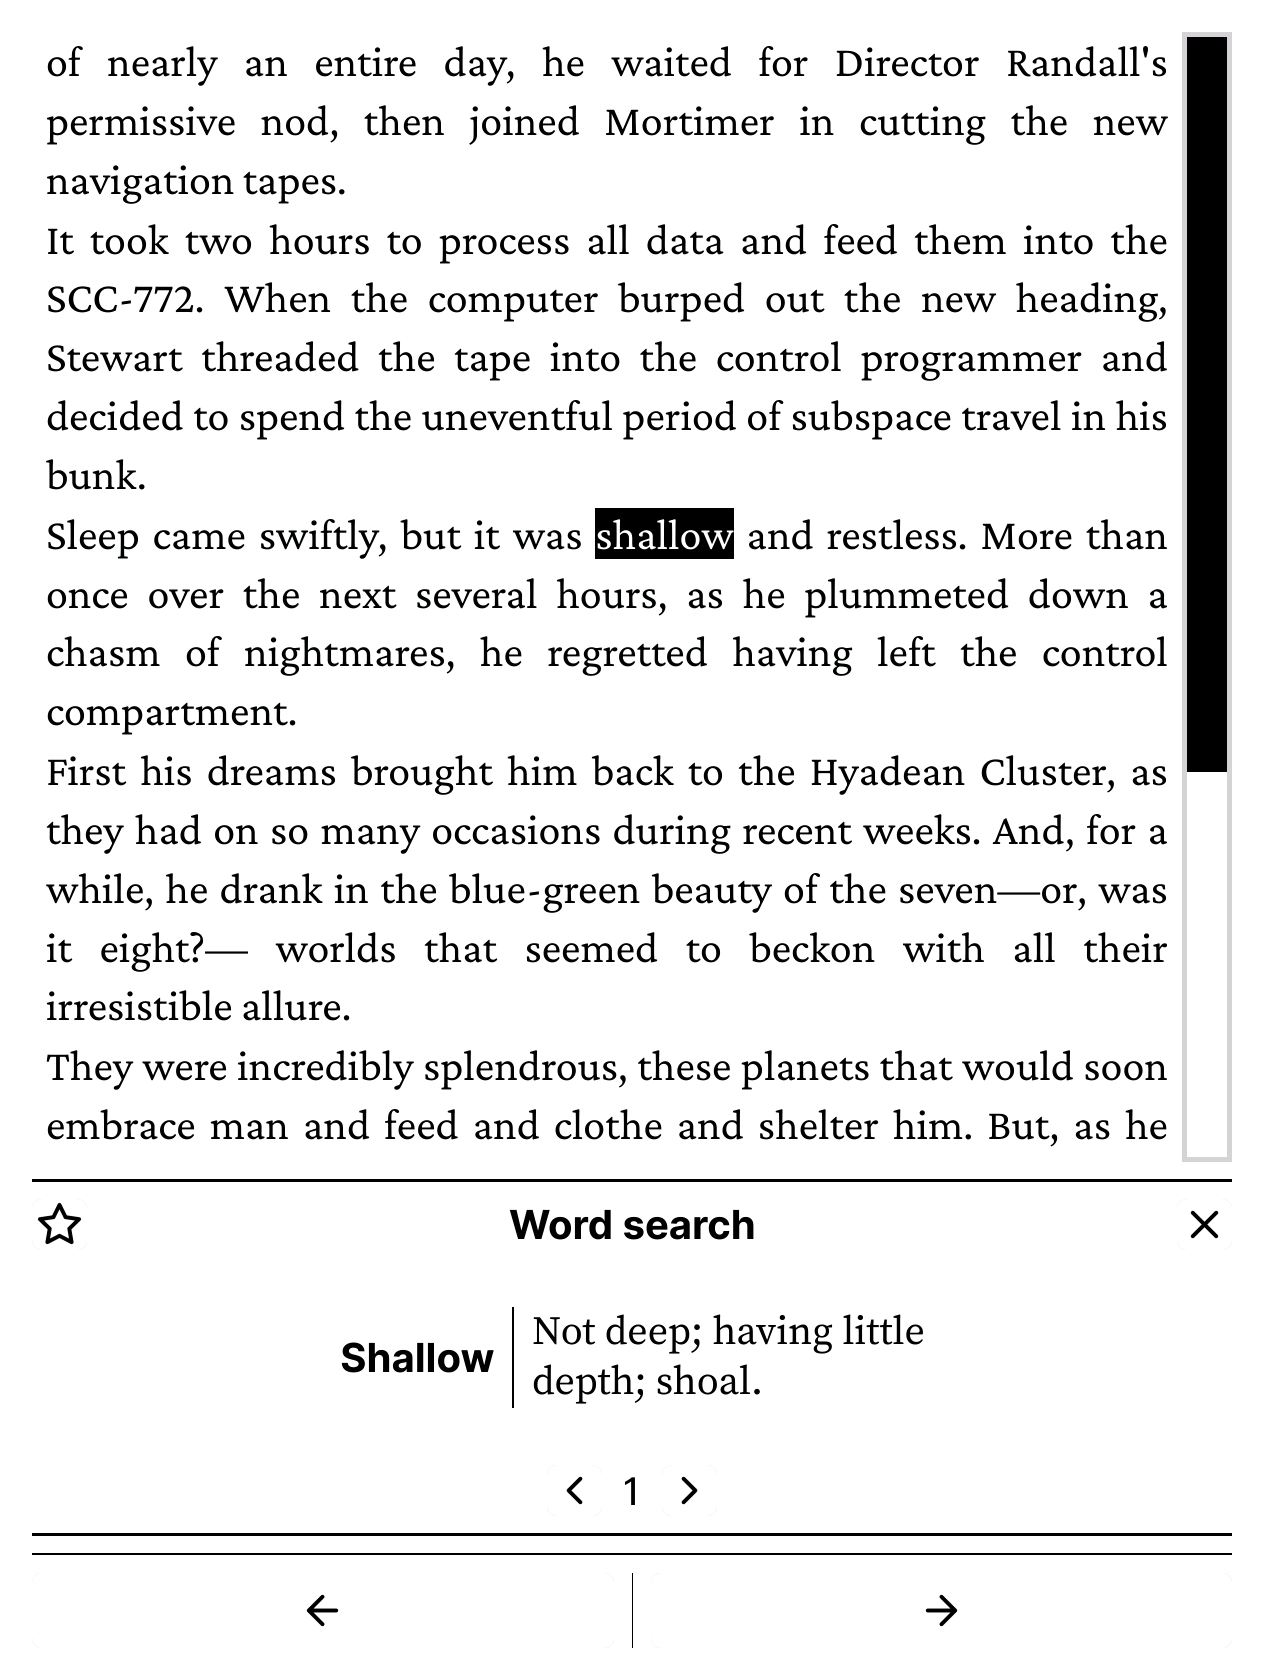 of nearly an entire day, he waited for Director Randall's
permissive nod, then joined Mortimer in cutting the new
navigation tapes.
It took two hours to process all data and feed them into the
SCC-772. When the computer burped out the new heading,
Stewart threaded the tape into the control programmer and
decided to spend the uneventful period of subspace travel in his
bunk.
Sleep came swiftly, but it was shallow and restless. More than
once over the next several hours, as he plummeted down a
chasm of nightmares, he regretted having left the control
compartment.
First his dreams brought him back to the Hyadean Cluster, as
they had on so many occasions during recent weeks. And, for a
while, he drank in the blue-green beauty of the seven—or, was
it eight?— worlds that seemed to beckon with all their
irresistible allure.
They were incredibly splendrous, these planets that would soon
embrace man and feed and clothe and shelter him. But, as he
Word search
Shallow
Not deep; having little
depth; shoal.
1